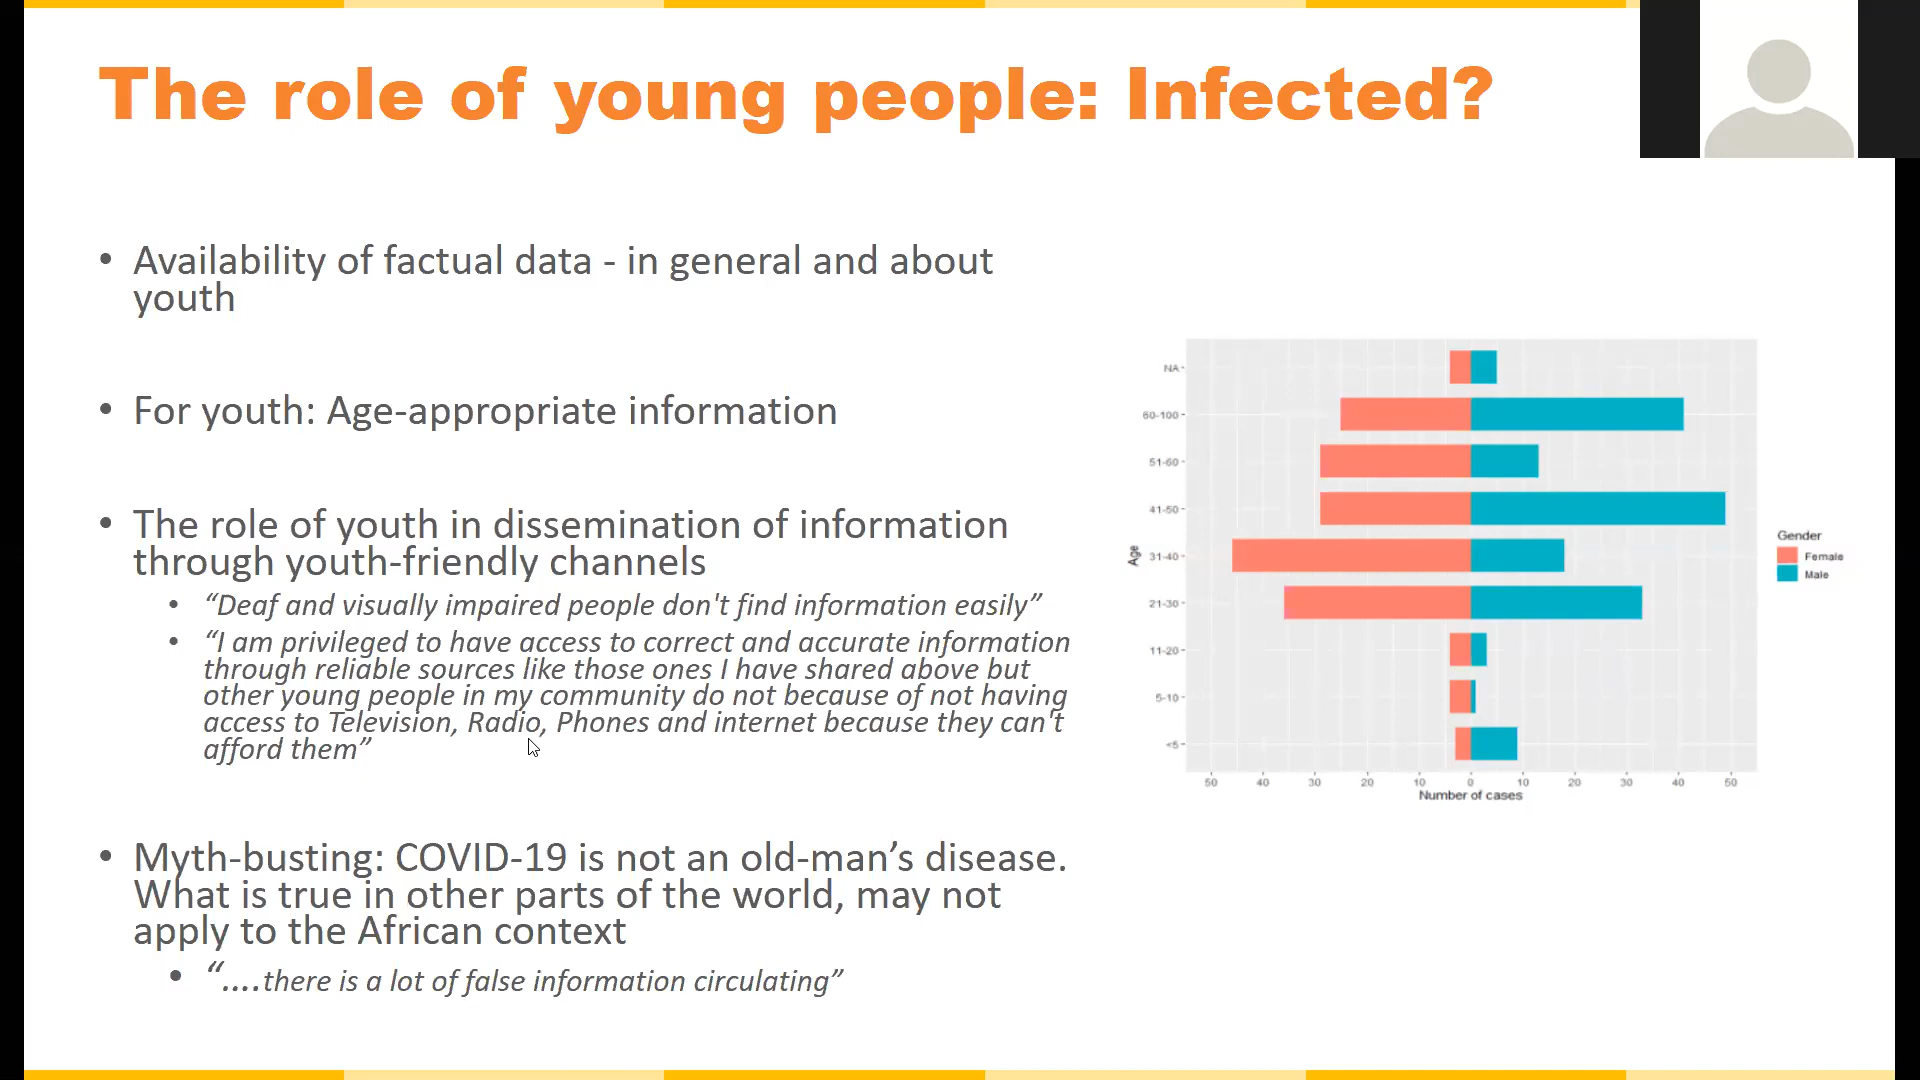 The role of young people: Infected?
• Availability of factual data - in general and about
youth
• For youth: Age-appropriate information
• The role of youth in dissemination of information
through youth-friendly channels
• “Deaf and visually impaired people don't find information easily”
• “I am privileged to have access to correct and accurate information
through reliable sources like those ones I have shared above but
other young people in my community do not because of not having
access to Television, Radio, Phones and internet because they can't
afford them”
• Myth-busting: COVID-19 is not an old-man’s disease.
What is true in other parts of the world, may not
apply to the African context
• “....there is a lot of false information circulating”
NA
60-100
51-60
41-50
31-40
21-30
11-20
5-10
<5
Age
50 40 30 20 10 0 10 20 30 40 50
Number of cases
Gender
Female
Male